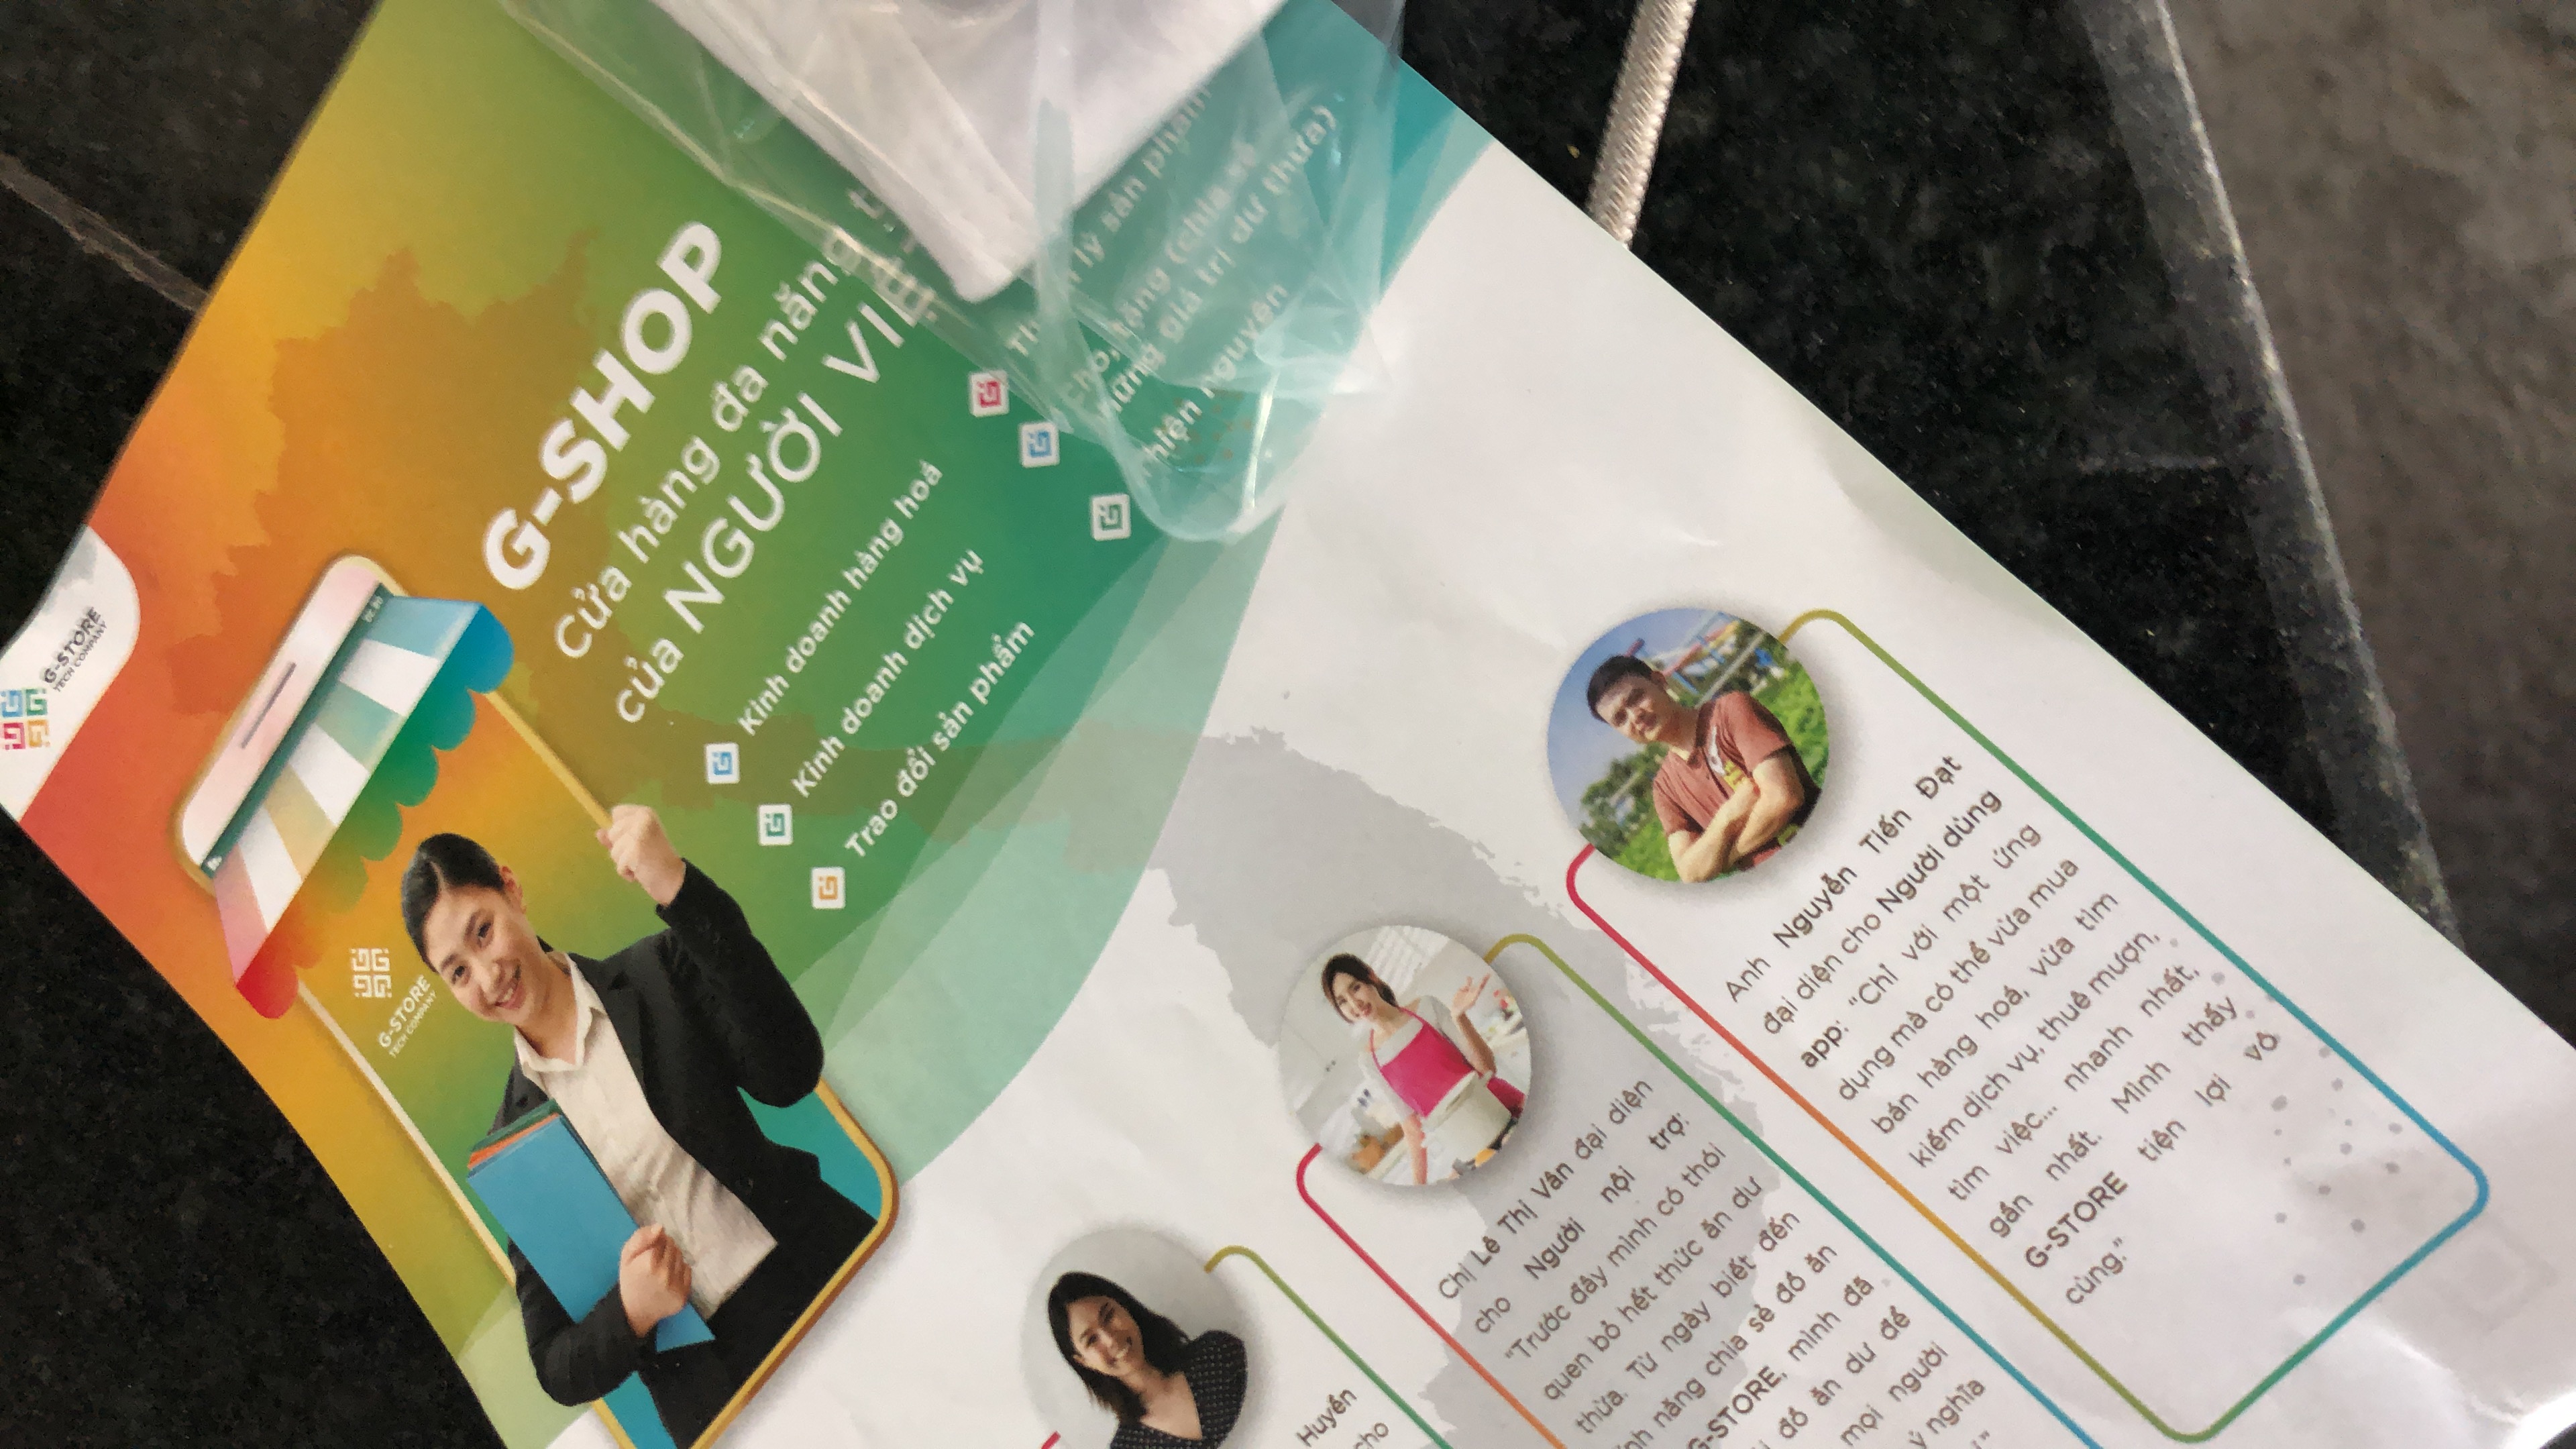 G-STORE
TECH COMPANY
G-STORE
TECH COMPANY
G-SHOP
Cửa hàng đa năng
của NGƯỜI VIỆT
Kinh doanh hàng hoá
Kinh doanh dịch vụ
Trao đổi sản phẩm
lý sản phẩm
tặng (chia sẻ
giá trị dư thừa)
nguyện
Huyền
cho
Chị Lê Thị Vân đại diện
cho Người nội trợ:
"Trước đây mình có thói
quen bỏ hết thức ăn dư
thừa. Từ ngày biết đến
năng chia sẻ đồ ăn
G-STORE, mình đã
đồ ăn dư để
mọi người
ý nghĩa
Anh Nguyễn Tiến Đạt
đại diện cho Người dùng
app: "Chỉ với một ứng
dụng mà có thể vừa mua
bán hàng hoá, vừa tìm
kiếm dịch vụ, thuê mượn,
tìm việc... nhanh nhất,
gần nhất. Mình thấy
G-STORE tiện lợi vô
cùng."